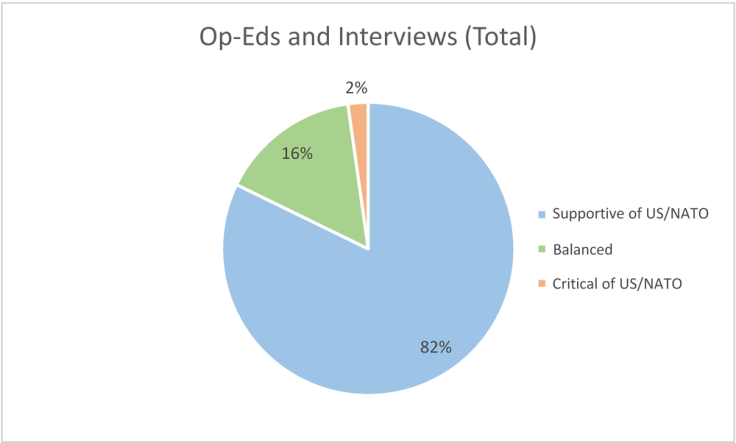 Op-Eds and Interviews (Total)
2%
16%
Supportive of US/NATO
Balanced
Critical of US/NATO
82%